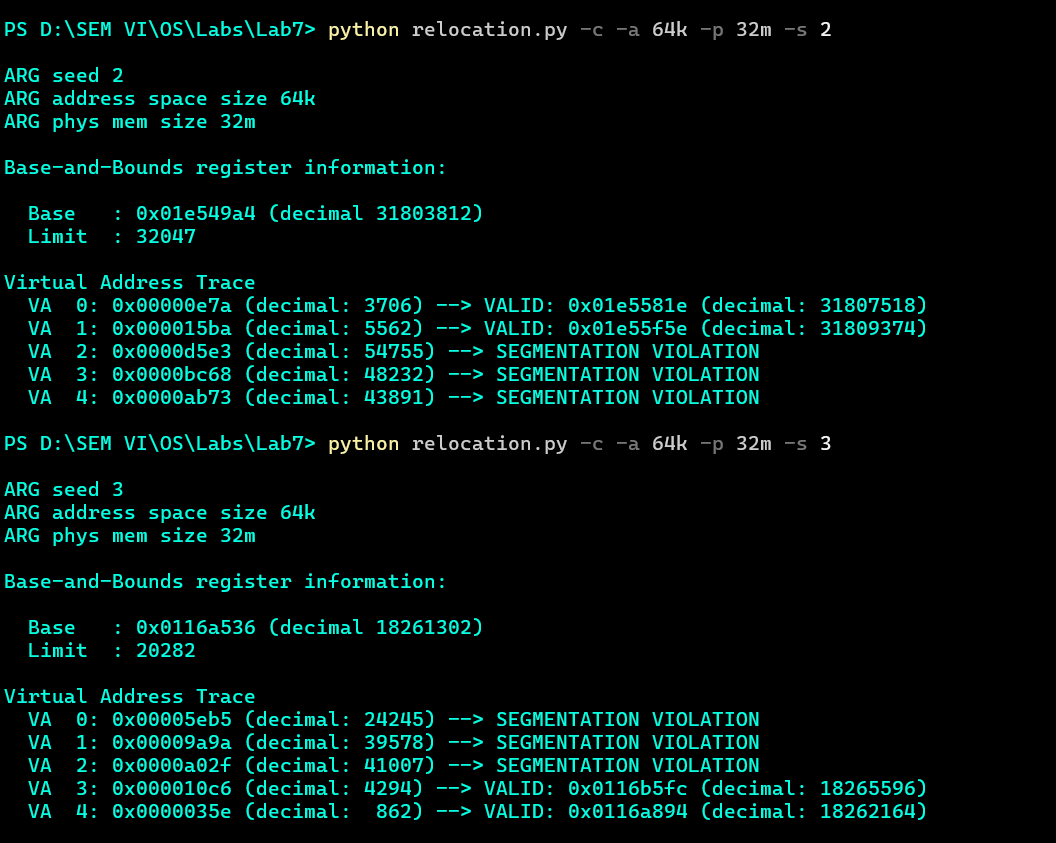 PS D:\SEM VI\OS\Labs\Lab7> python relocation.py -c -a 64k -p 32m -s 2
ARG seed 2
ARG address space size 64k
ARG phys mem size 32m
Base-and-Bounds register information:
  Base   : 0x01e549a4 (decimal 31803812)
  Limit  : 32047
Virtual Address Trace
  VA  0: 0x00000e7a (decimal: 3706) --> VALID: 0x01e5581e (decimal: 31807518)
  VA  1: 0x000015ba (decimal: 5562) --> VALID: 0x01e55f5e (decimal: 31809374)
  VA  2: 0x0000d5e3 (decimal: 54755) --> SEGMENTATION VIOLATION
  VA  3: 0x0000bc68 (decimal: 48232) --> SEGMENTATION VIOLATION
  VA  4: 0x0000ab73 (decimal: 43891) --> SEGMENTATION VIOLATION
PS D:\SEM VI\OS\Labs\Lab7> python relocation.py -c -a 64k -p 32m -s 3
ARG seed 3
ARG address space size 64k
ARG phys mem size 32m
Base-and-Bounds register information:
  Base   : 0x0116a536 (decimal 18261302)
  Limit  : 20282
Virtual Address Trace
  VA  0: 0x00005eb5 (decimal: 24245) --> SEGMENTATION VIOLATION
  VA  1: 0x00009a9a (decimal: 39578) --> SEGMENTATION VIOLATION
  VA  2: 0x0000a02f (decimal: 41007) --> SEGMENTATION VIOLATION
  VA  3: 0x000010c6 (decimal: 4294) --> VALID: 0x0116b5fc (decimal: 18265596)
  VA  4: 0x0000035e (decimal:  862) --> VALID: 0x0116a894 (decimal: 18262164)